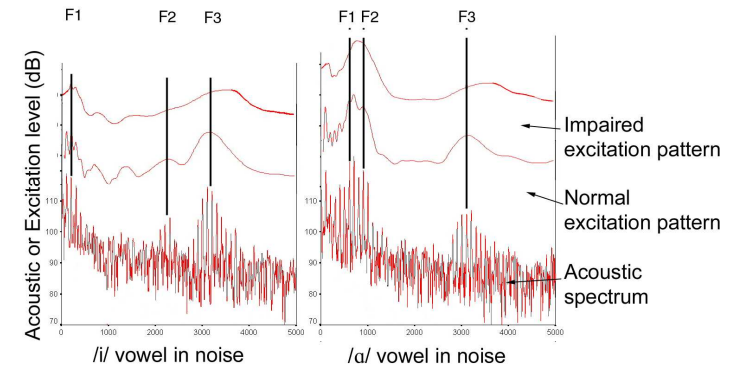 F1 F2 F3 F1 F2 F3
Acoustic or Excitation level (dB)
110
100
90
80
70
0 1000 2000 3000 4000 5000
/i/ vowel in noise
110
100
90
80
70
0 1000 2000 3000 4000 5000
/ɑ/ vowel in noise
Impaired
excitation pattern
Normal
excitation pattern
Acoustic
spectrum